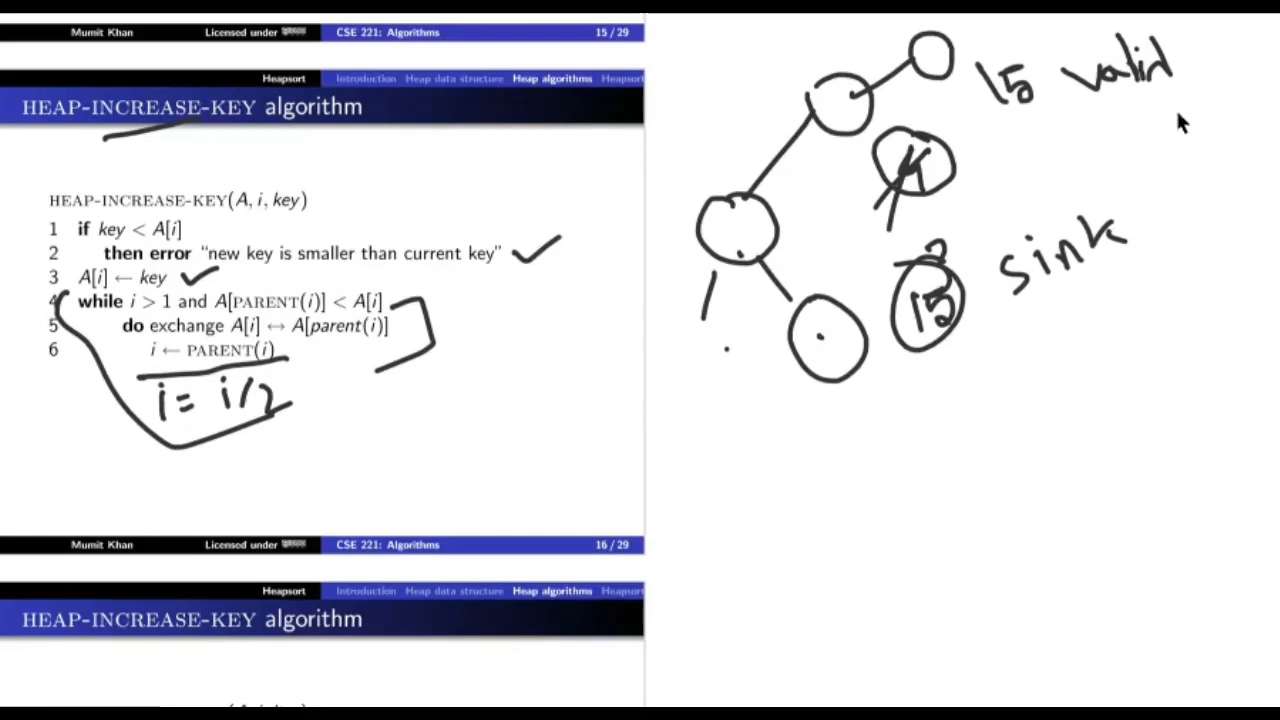 Mumit Khan Licensed under CSE 221: Algorithms 15 / 29
Heapsort Introduction Heap data structure Heap algorithms Heapsort
HEAP-INCREASE-KEY algorithm
HEAP-INCREASE-KEY(A, i, key)
1 if key < A[i]
2 then error “new key is smaller than current key”
3 A[i] ← key
4 while i > 1 and A[PARENT(i)] < A[i]
5 do exchange A[i] ↔ A[parent(i)]
6 i ← PARENT(i)
i = i/2
Mumit Khan Licensed under CSE 221: Algorithms 16 / 29
Heapsort Introduction Heap data structure Heap algorithms Heapsort
HEAP-INCREASE-KEY algorithm
15 valid
2
15 sink